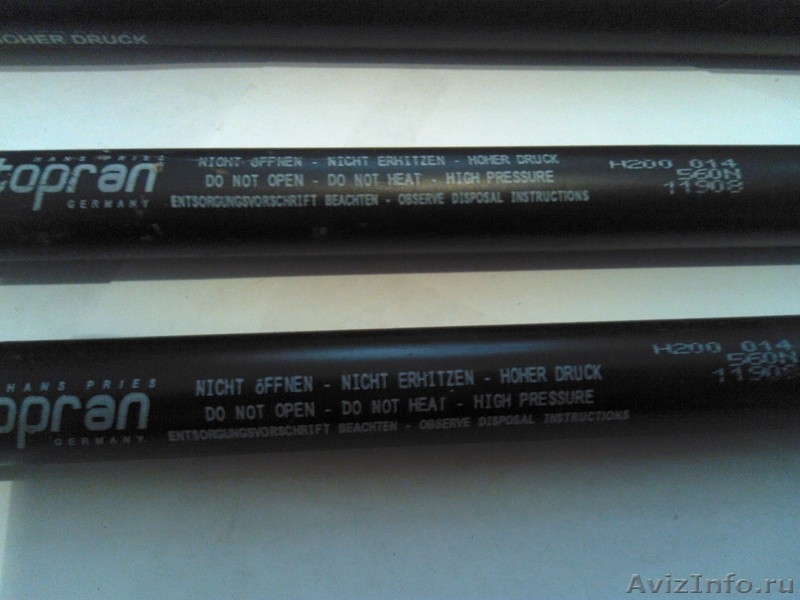 HOHER DRUCK
HANS PRIES
topran
GERMANY
NICHT öFFNEN - NICHT ERHITZEN - HOHER DRUCK
DO NOT OPEN - DO NOT HEAT - HIGH PRESSURE
ENTSORGUNGSVORSCHRIFT BEACHTEN - OBSERVE DISPOSAL INSTRUCTIONS
H200 014
560N
11908
HANS PRIES
opran
GERMANY
NICHT öFFNEN - NICHT ERHITZEN - HOHER DRUCK
DO NOT OPEN - DO NOT HEAT - HIGH PRESSURE
ENTSORGUNGSVORSCHRIFT BEACHTEN - OBSERVE DISPOSAL INSTRUCTIONS
H200 014
560N
11908
AvizInfo.ru